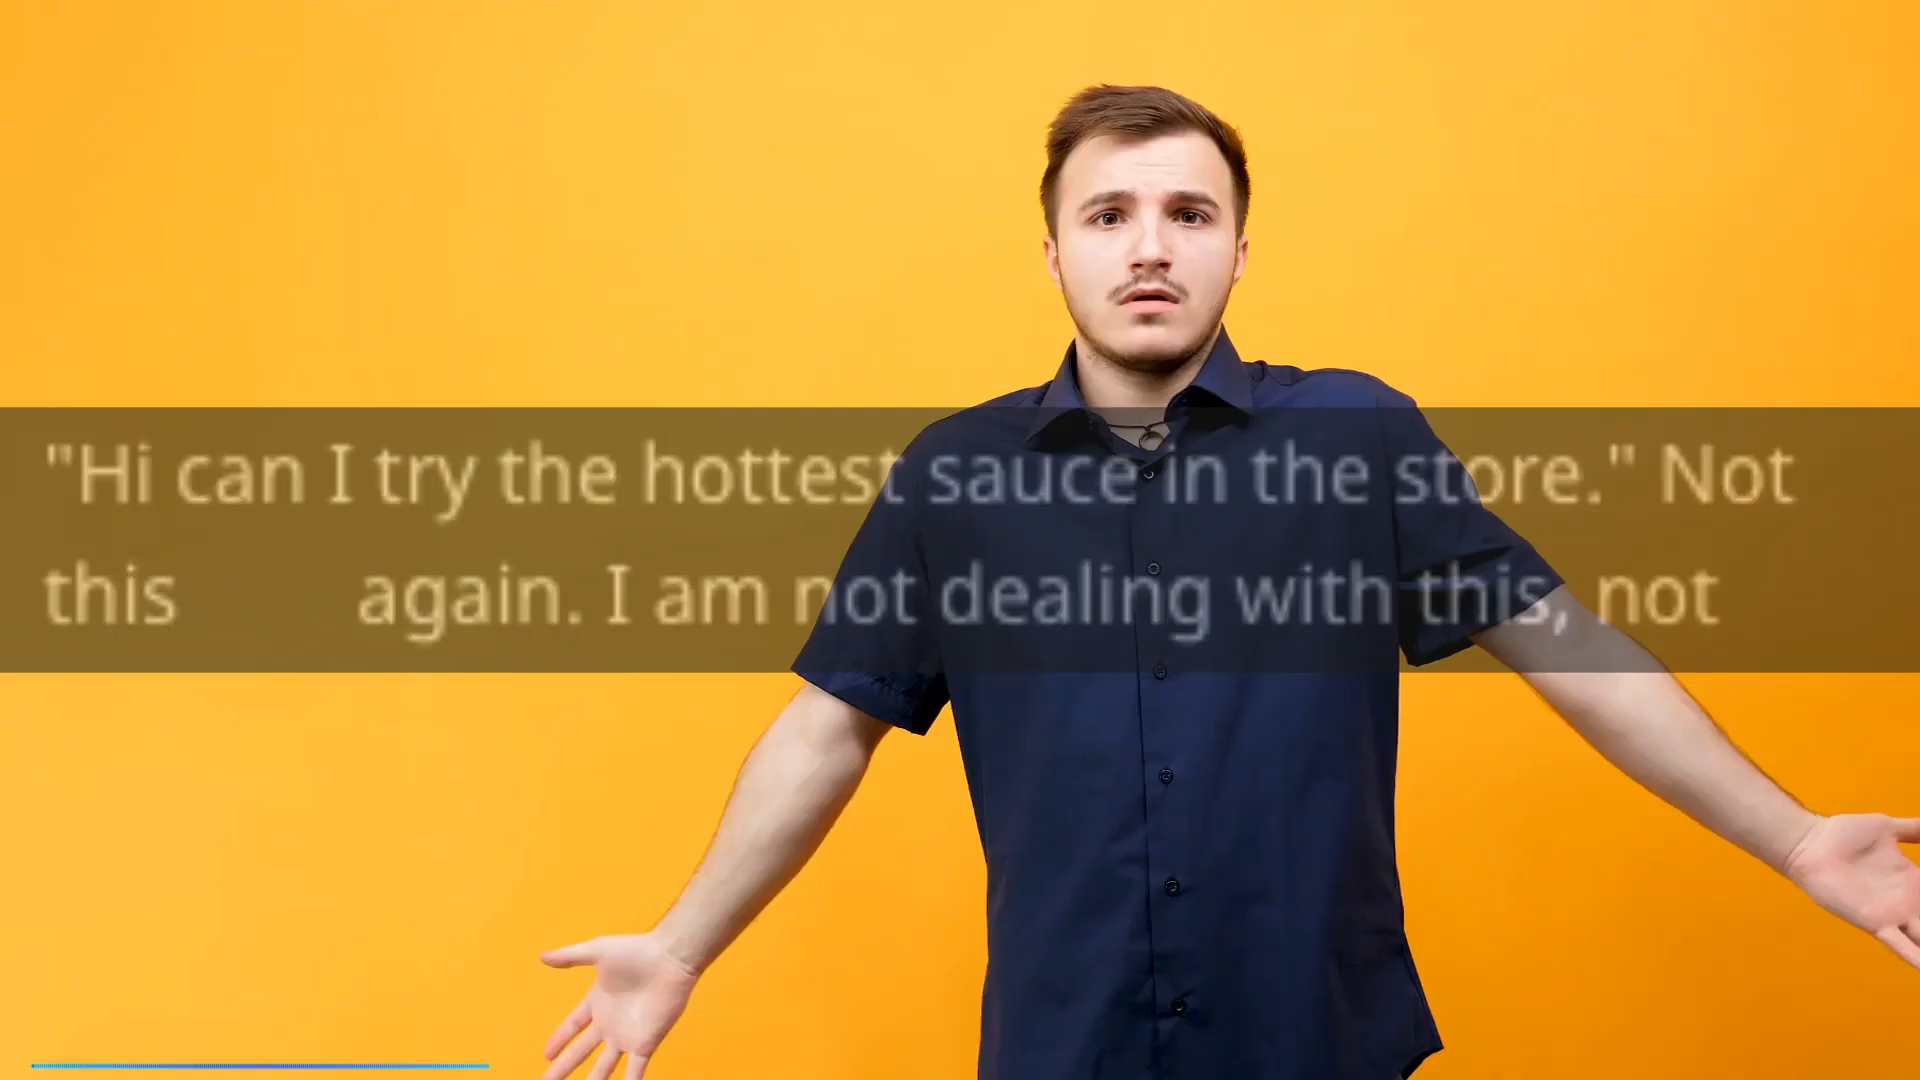 "Hi can I try the hottest sauce in the store." Not
this again. I am not dealing with this, not